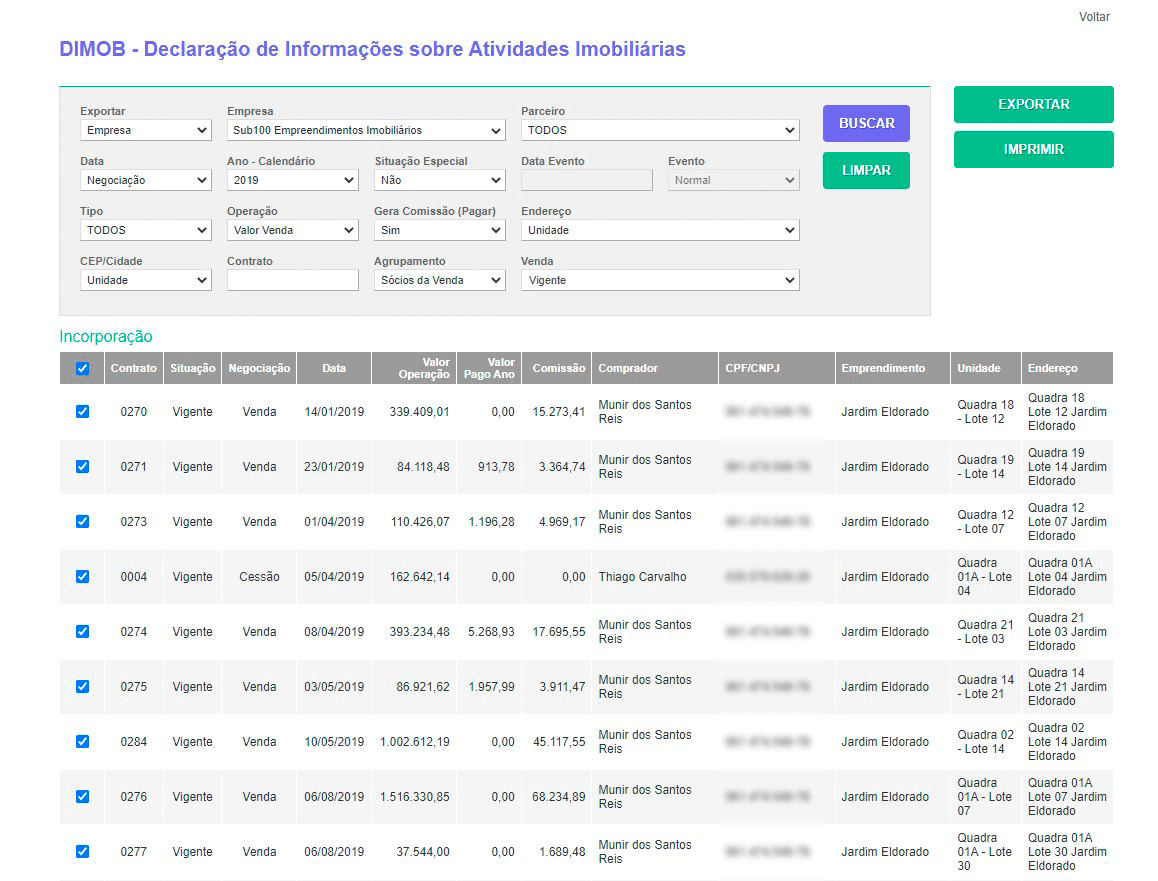 Voltar
DIMOB - Declaração de Informações sobre Atividades Imobiliárias
Exportar Empresa Parceiro
Empresa Sub100 Empreendimentos Imobiliários TODOS
BUSCAR
EXPORTAR
IMPRIMIR
Data Ano - Calendário Situação Especial Data Evento Evento
Negociação 2019 Não Normal
LIMPAR
Tipo Operação Gera Comissão (Pagar) Endereço
TODOS Valor Venda Sim Unidade
CEP/Cidade Contrato Agrupamento Venda
Unidade Sócios da Venda Vigente
Incorporação
Contrato Situação Negociação Data Valor Operação Valor Pago Ano Comissão Comprador CPF/CNPJ Emprendimento Unidade Endereço
0270 Vigente Venda 14/01/2019 339.409,01 0,00 15.273,41 Munir dos Santos Reis Jardim Eldorado Quadra 18 - Lote 12 Quadra 18 Lote 12 Jardim Eldorado
0271 Vigente Venda 23/01/2019 84.118,48 913,78 3.364,74 Munir dos Santos Reis Jardim Eldorado Quadra 19 - Lote 14 Quadra 19 Lote 14 Jardim Eldorado
0273 Vigente Venda 01/04/2019 110.426,07 1.196,28 4.969,17 Munir dos Santos Reis Jardim Eldorado Quadra 12 - Lote 07 Quadra 12 Lote 07 Jardim Eldorado
0004 Vigente Cessão 05/04/2019 162.642,14 0,00 0,00 Thiago Carvalho Jardim Eldorado Quadra 01A - Lote 04 Quadra 01A Lote 04 Jardim Eldorado
0274 Vigente Venda 08/04/2019 393.234,48 5.268,93 17.695,55 Munir dos Santos Reis Jardim Eldorado Quadra 21 - Lote 03 Quadra 21 Lote 03 Jardim Eldorado
0275 Vigente Venda 03/05/2019 86.921,62 1.957,99 3.911,47 Munir dos Santos Reis Jardim Eldorado Quadra 14 - Lote 21 Quadra 14 Lote 21 Jardim Eldorado
0284 Vigente Venda 10/05/2019 1.002.612,19 0,00 45.117,55 Munir dos Santos Reis Jardim Eldorado Quadra 02 - Lote 14 Quadra 02 Lote 14 Jardim Eldorado
0276 Vigente Venda 06/08/2019 1.516.330,85 0,00 68.234,89 Munir dos Santos Reis Jardim Eldorado Quadra 01A - Lote 07 Quadra 01A Lote 07 Jardim Eldorado
0277 Vigente Venda 06/08/2019 37.544,00 0,00 1.689,48 Munir dos Santos Reis Jardim Eldorado Quadra 01A - Lote 30 Quadra 01A Lote 30 Jardim Eldorado